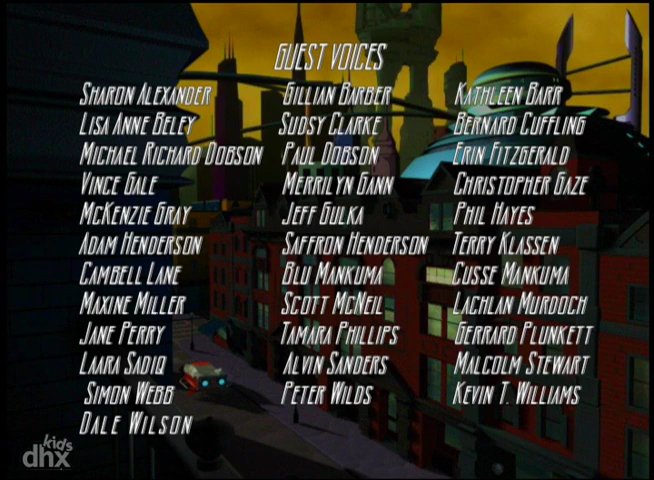 GUEST VOICES
SHARON ALEXANDER GILLIAN BARBER KATHLEEN BARR
LISA ANNE BELEY SUDSY CLARKE BERNARD CUFFLING
MICHAEL RICHARD DOBSON PAUL DOBSON ERIN FITZGERALD
VINCE GALE MERRILYN GANN CHRISTOPHER GAZE
MCKENZIE GRAY JEFF GULKA PHIL HAYES
ADAM HENDERSON SAFFRON HENDERSON TERRY KLASSEN
CAMBELL LANE BLU MANKUMA CUSSE MANKUMA
MAXINE MILLER SCOTT MCNEIL LACHLAN MURDOCH
JANE PERRY TAMARA PHILLIPS GERRARD PLUNKETT
LAARA SADIQ ALVIN SANDERS MALCOLM STEWART
SIMON WEBB PETER WILDS KEVIN T. WILLIAMS
DALE WILSON
kid's
dhx